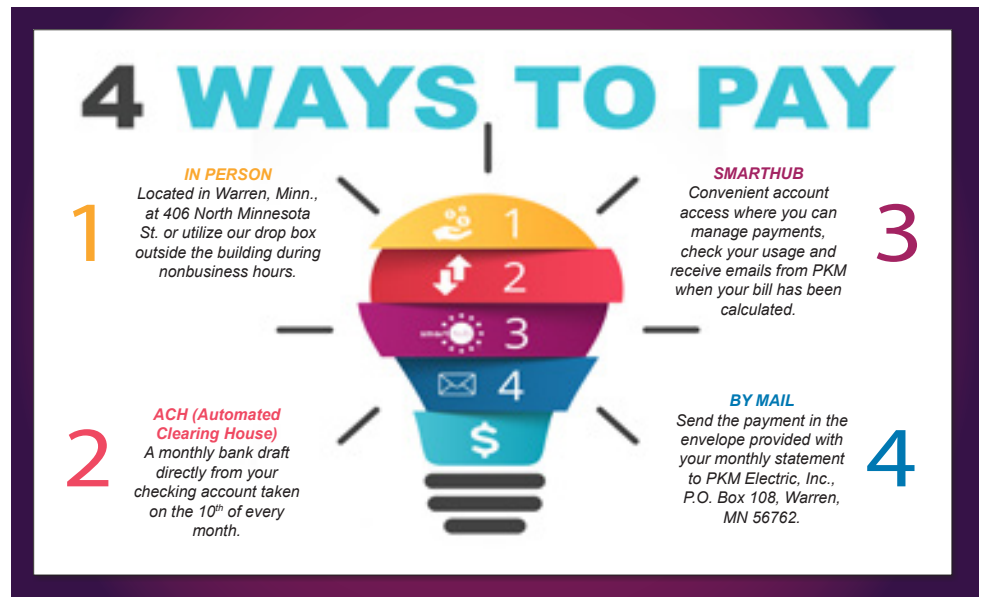 4 WAYS TO PAY
1
IN PERSON
Located in Warren, Minn.,
at 406 North Minnesota
St. or utilize our drop box
outside the building during
nonbusiness hours.
2
ACH (Automated
Clearing House)
A monthly bank draft
directly from your
checking account taken
on the 10th of every
month.
1
2
3
4
$
SMARTHUB
Convenient account
access where you can
manage payments,
check your usage and
receive emails from PKM
when your bill has been
calculated.
3
BY MAIL
Send the payment in the
envelope provided with
your monthly statement
to PKM Electric, Inc.,
P.O. Box 108, Warren,
MN 56762.
4